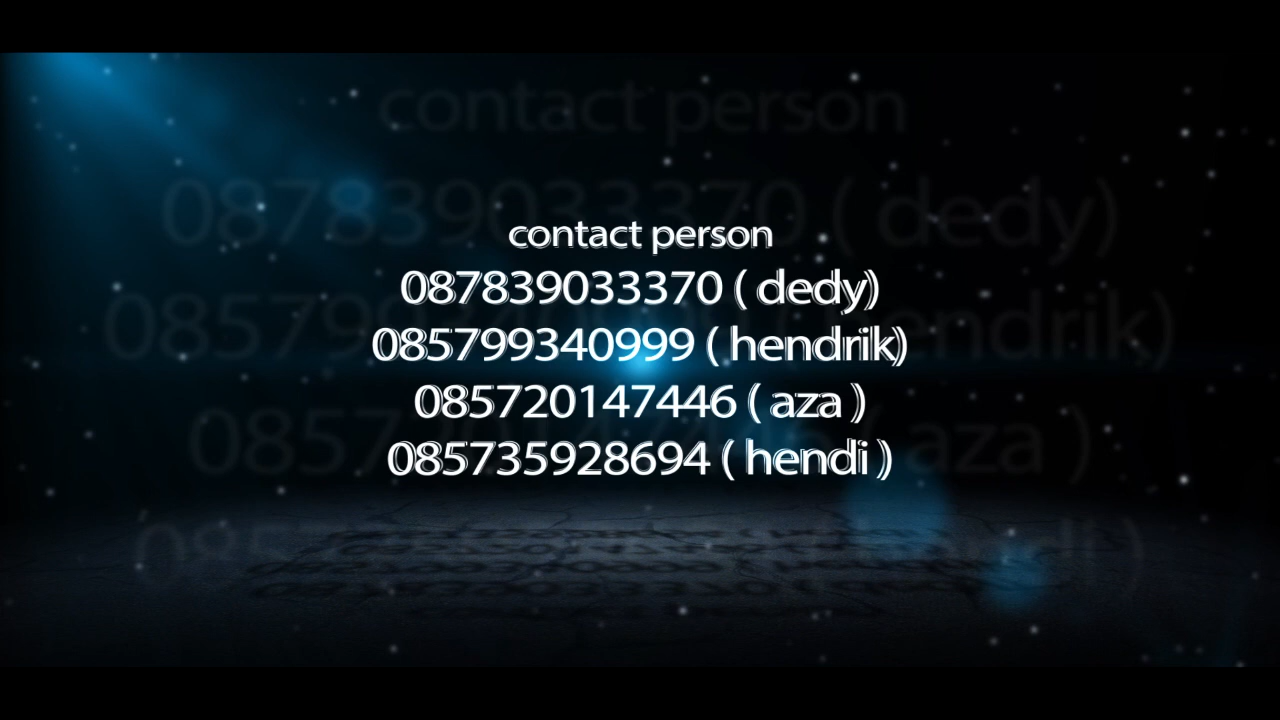 contact person
087839033370 ( dedy)
085799340999 ( hendrik)
085720147446 ( aza )
085735928694 ( hendi )